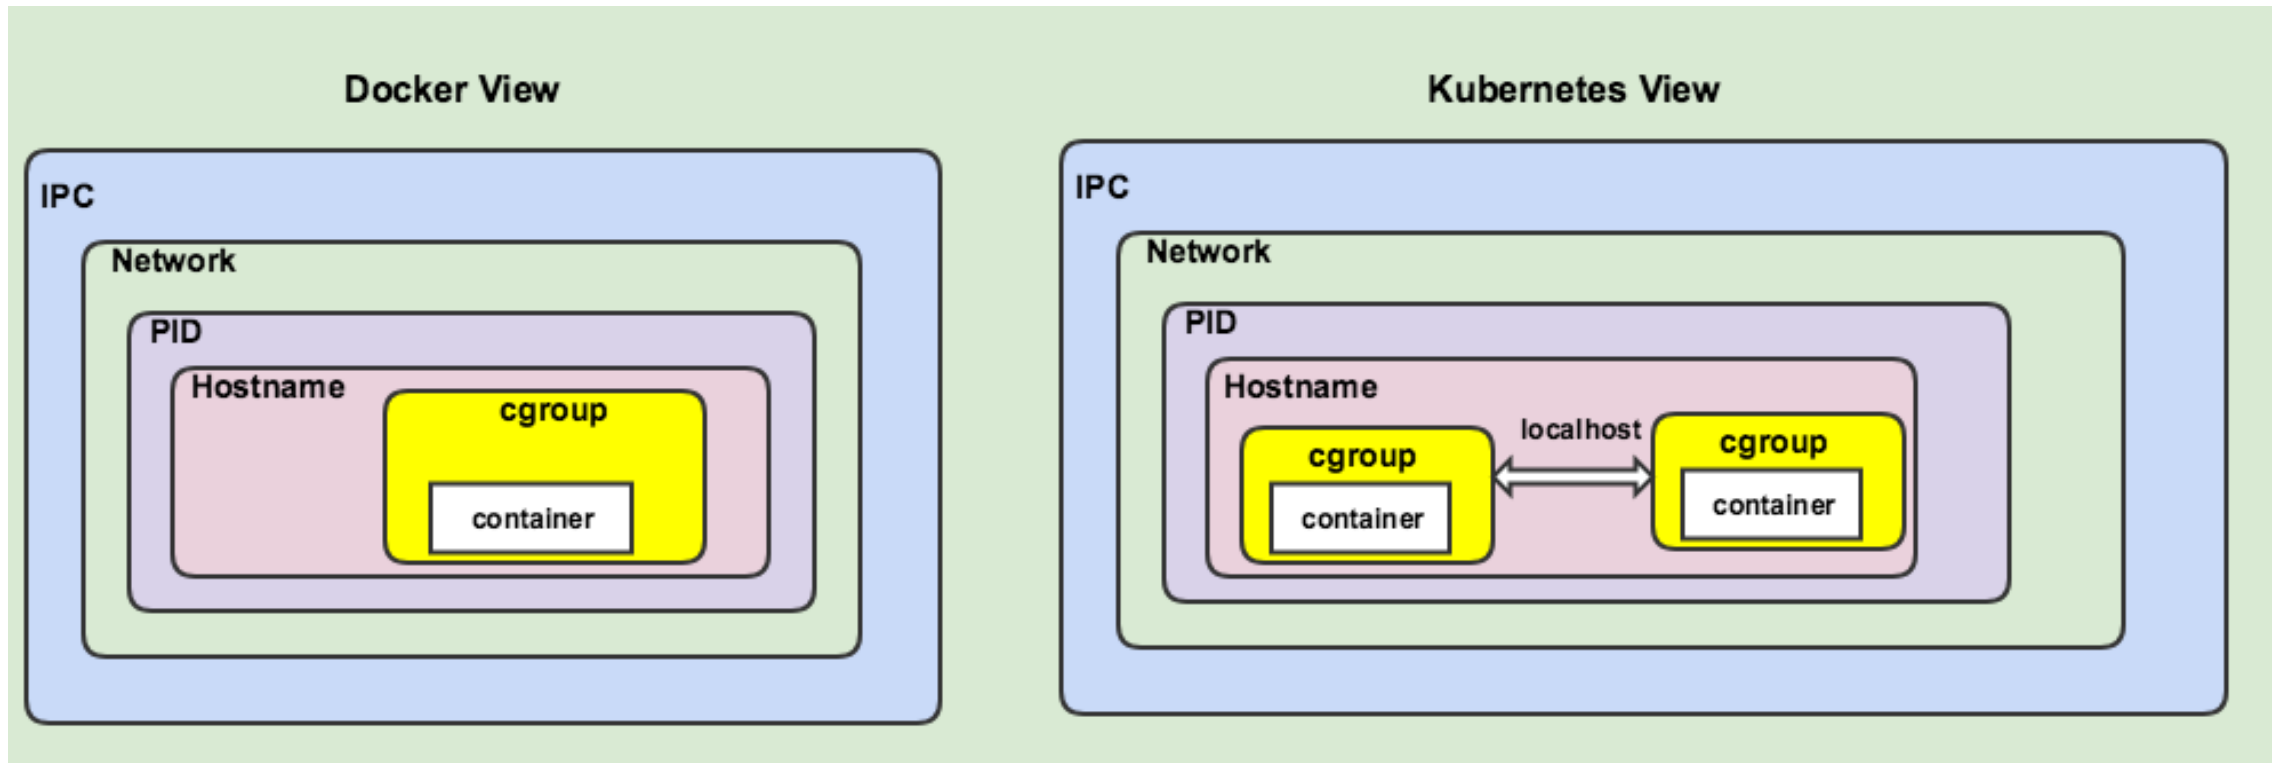 Docker View
IPC
Network
PID
Hostname
cgroup
container
Kubernetes View
IPC
Network
PID
Hostname
cgroup
container
localhost
cgroup
container